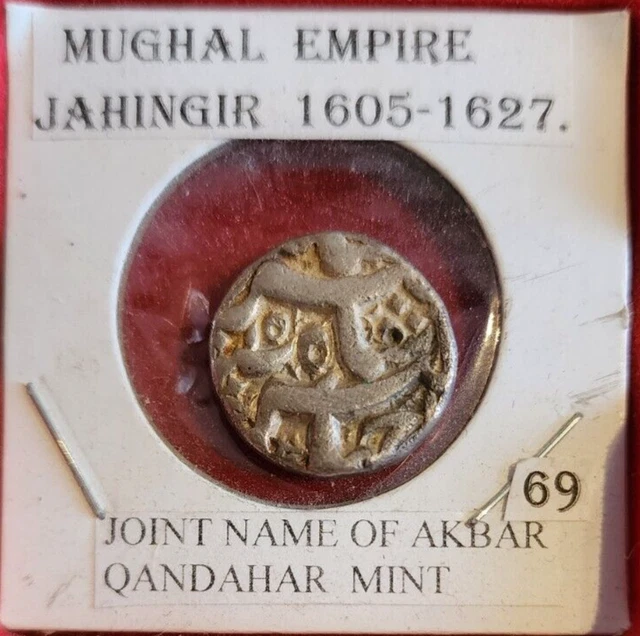 MUGHAL EMPIRE
JAHINGIR 1605-1627.
69
JOINT NAME OF AKBAR
QANDAHAR MINT